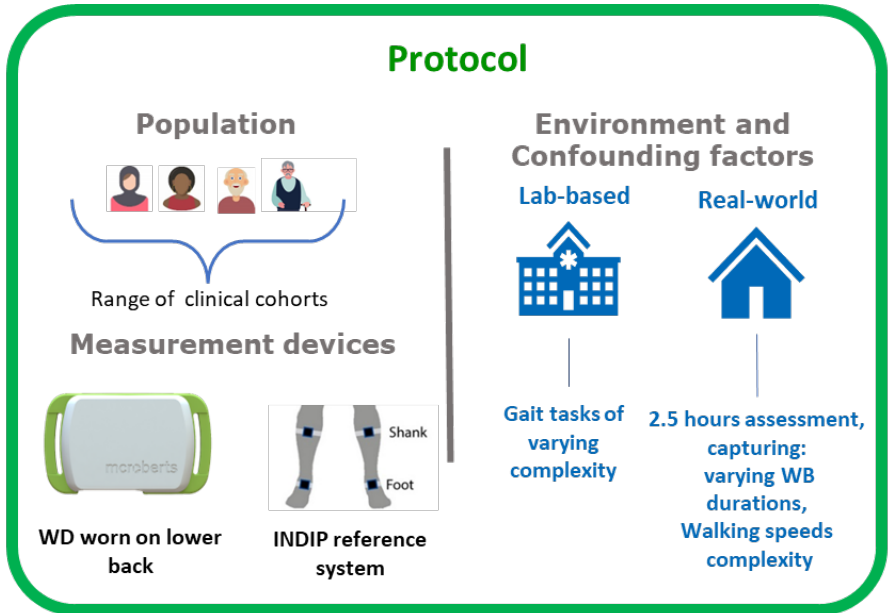 Protocol
Population
Range of clinical cohorts
Measurement devices
mcroberts
WD worn on lower
back
Shank
Foot
INDIP reference
system
Environment and
Confounding factors
Lab-based
Gait tasks of
varying
complexity
Real-world
2.5 hours assessment,
capturing:
varying WB
durations,
Walking speeds
complexity